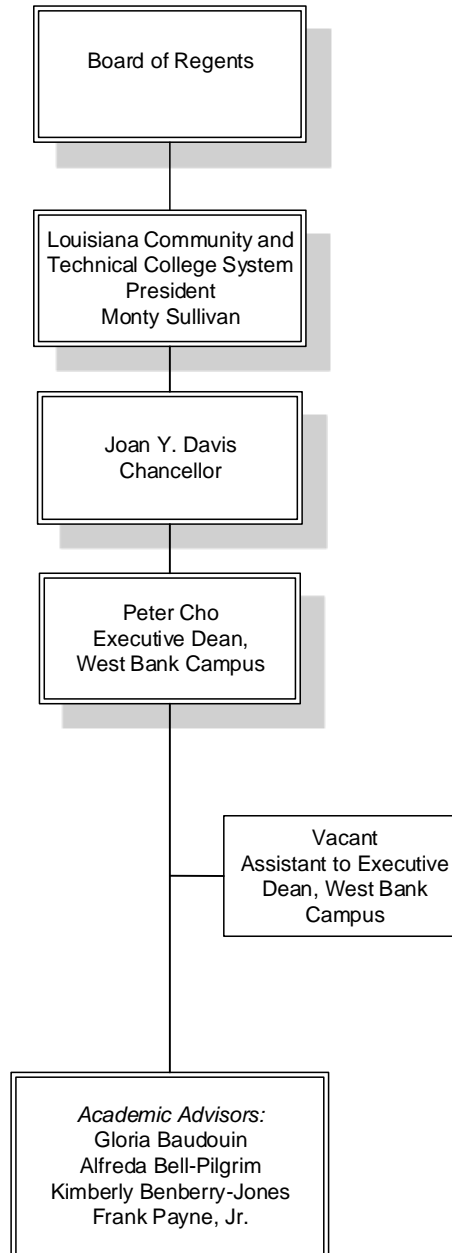 Board of Regents
Louisiana Community and
Technical College System
President
Monty Sullivan
Joan Y. Davis
Chancellor
Peter Cho
Executive Dean,
West Bank Campus
Vacant
Assistant to Executive
Dean, West Bank
Campus
Academic Advisors:
Gloria Baudouin
Alfreda Bell-Pilgrim
Kimberly Benberry-Jones
Frank Payne, Jr.